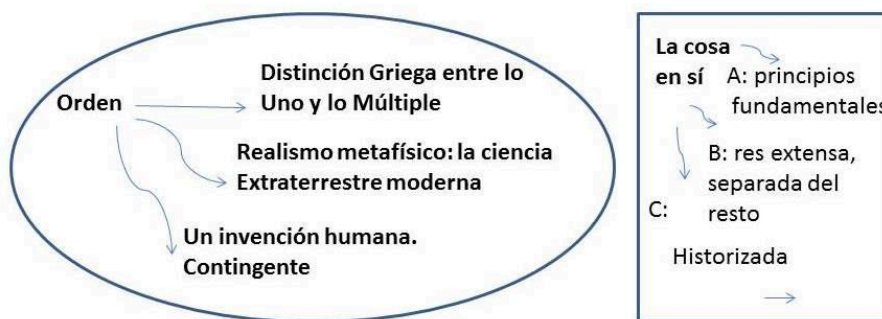 Orden
Distinción Griega entre lo
Uno y lo Múltiple
Realismo metafísico: la ciencia
Extraterrestre moderna
Un invención humana.
Contingente
La cosa
en sí
A: principios
fundamentales
B: res extensa,
separada del
resto
C:
Historizada